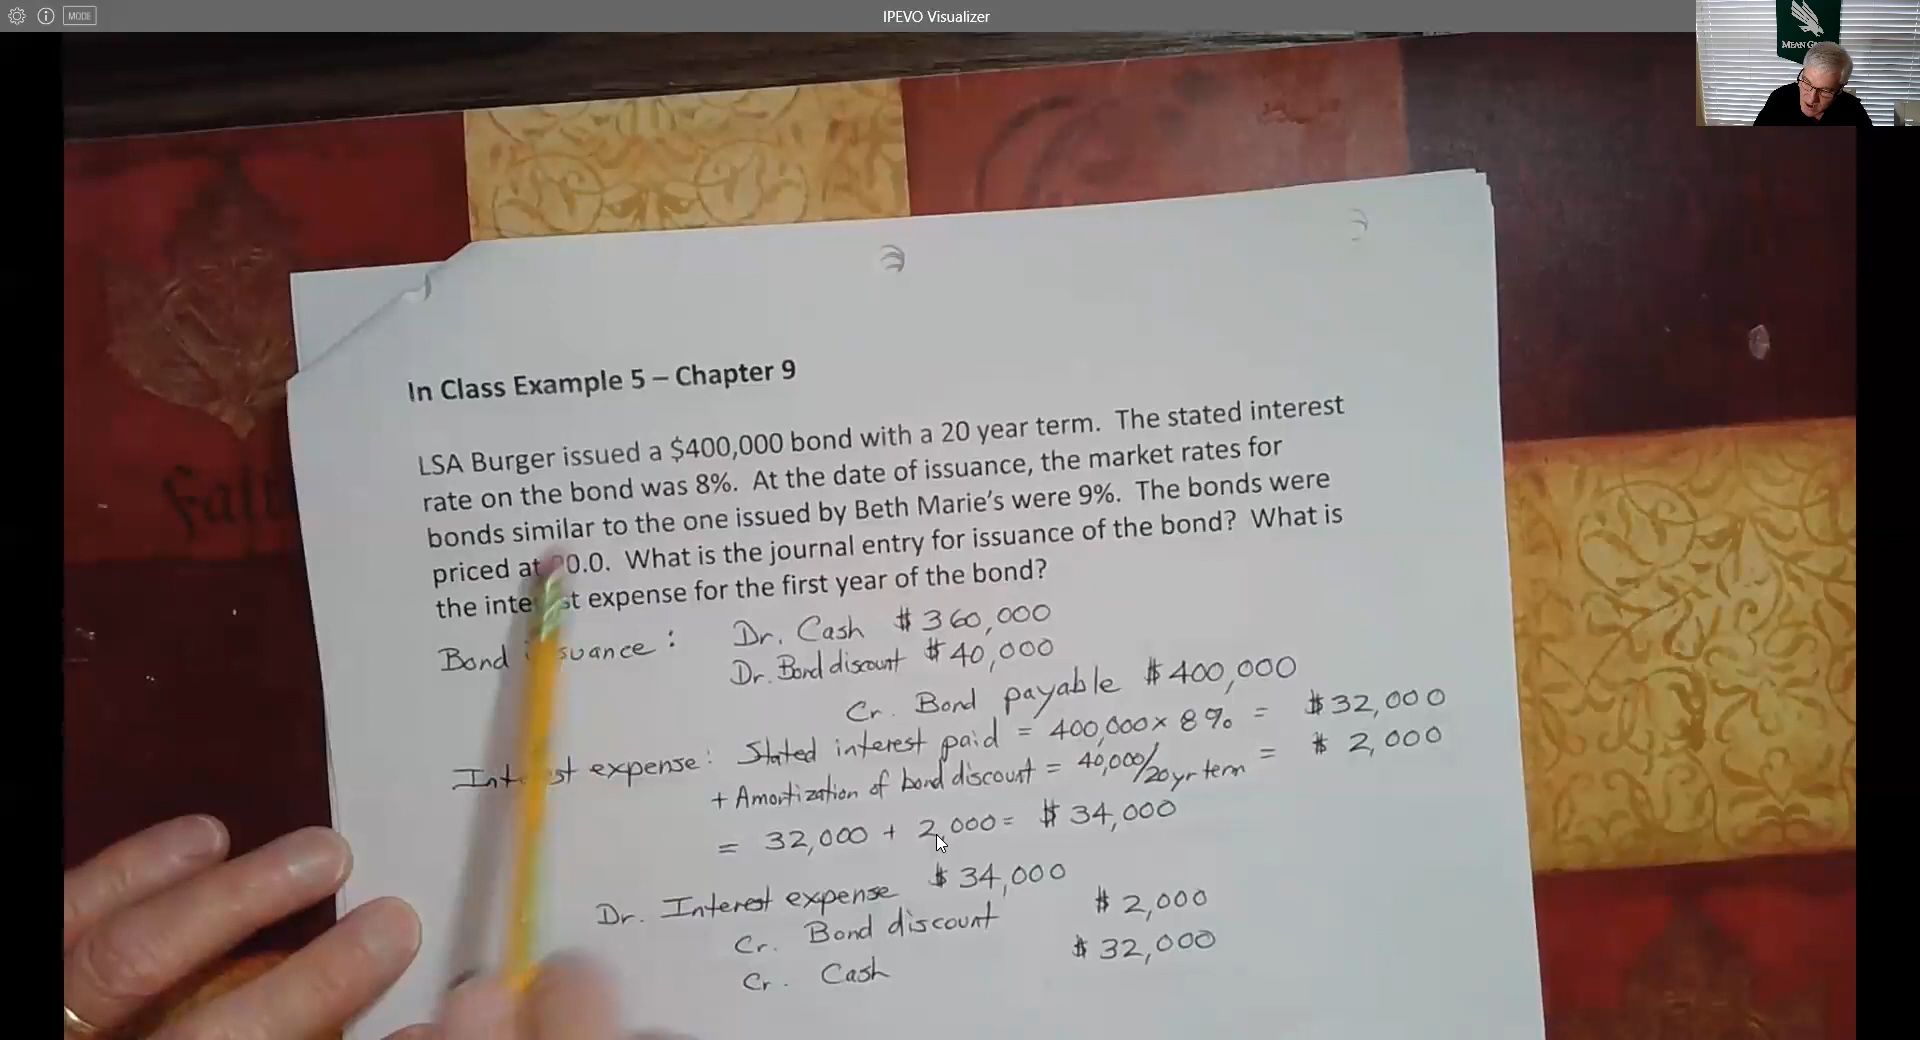 MODE
IPEVO Visualizer
MEAN
In Class Example 5 – Chapter 9
LSA Burger issued a $400,000 bond with a 20 year term. The stated interest
rate on the bond was 8%. At the date of issuance, the market rates for
bonds similar to the one issued by Beth Marie's were 9%. The bonds were
priced at 90.0. What is the journal entry for issuance of the bond? What is
the interest expense for the first year of the bond?
Bond issuance: Dr. Cash $360,000
Dr. Bond discount $40,000
Cr. Bond payable $400,000
Interest expense: Stated interest paid = 400,000 x 8% = $32,000
+ Amortization of bond discount = 40,000/20yr term = $2,000
= 32,000 + 2,000 = $34,000
Dr. Interest expense $34,000
Cr. Bond discount $2,000
Cr. Cash $32,000